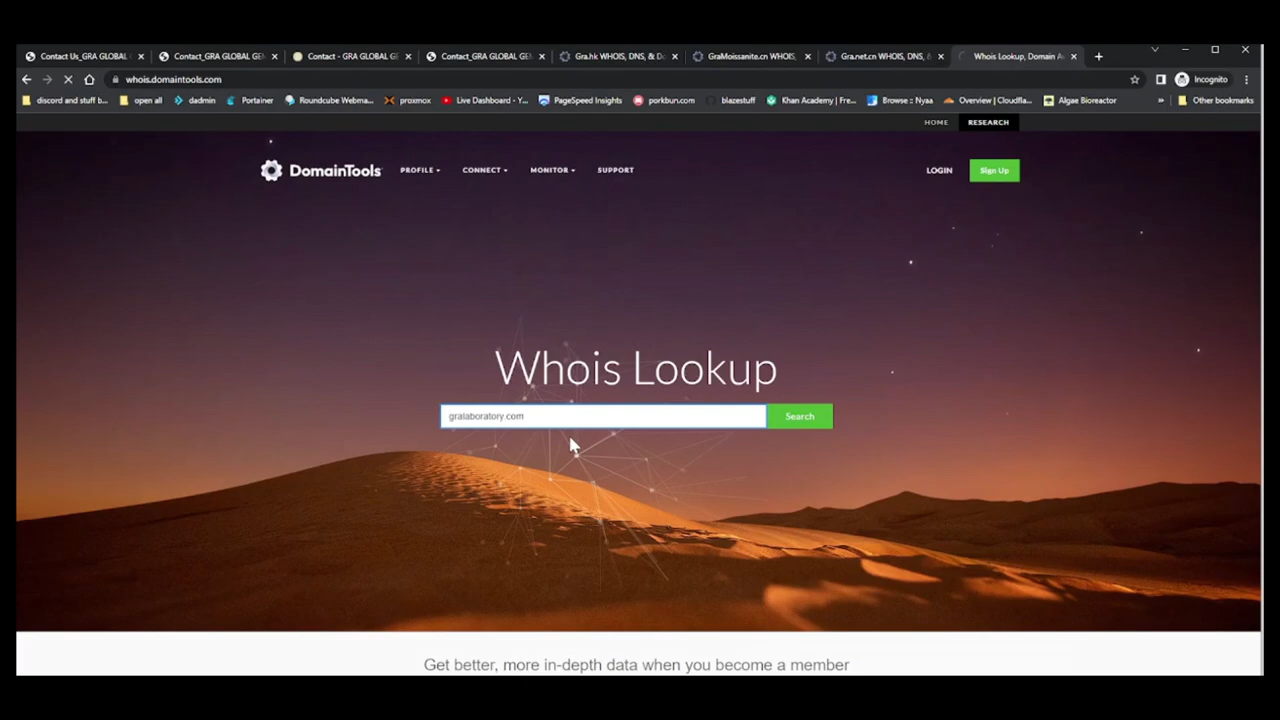 Contact Us_GRA GLOBAL
Contact_GRA GLOBAL GE
Contact - GRA GLOBAL G
Contact_GRA GLOBAL GE
Gra.hk WHOIS, DNS, & Do
GraMoissanite.cn WHOIS,
Gra.net.cn WHOIS, DNS, &
Whois Lookup, Domain A
whois.domaintools.com
Incognito
discord and stuff b...
open all
dadmin
Portainer
Roundcube Webma...
proxmox
Live Dashboard - Y...
PageSpeed Insights
porkbun.com
blazestuff
Khan Academy | Fre...
Browse :: Nyaa
Overview | Cloudfla...
Algae Bioreactor
»
Other bookmarks
HOME
RESEARCH
DomainTools
PROFILE
CONNECT
MONITOR
SUPPORT
LOGIN
Sign Up
Whois Lookup
gralaboratory.com
Search
Get better, more in-depth data when you become a member